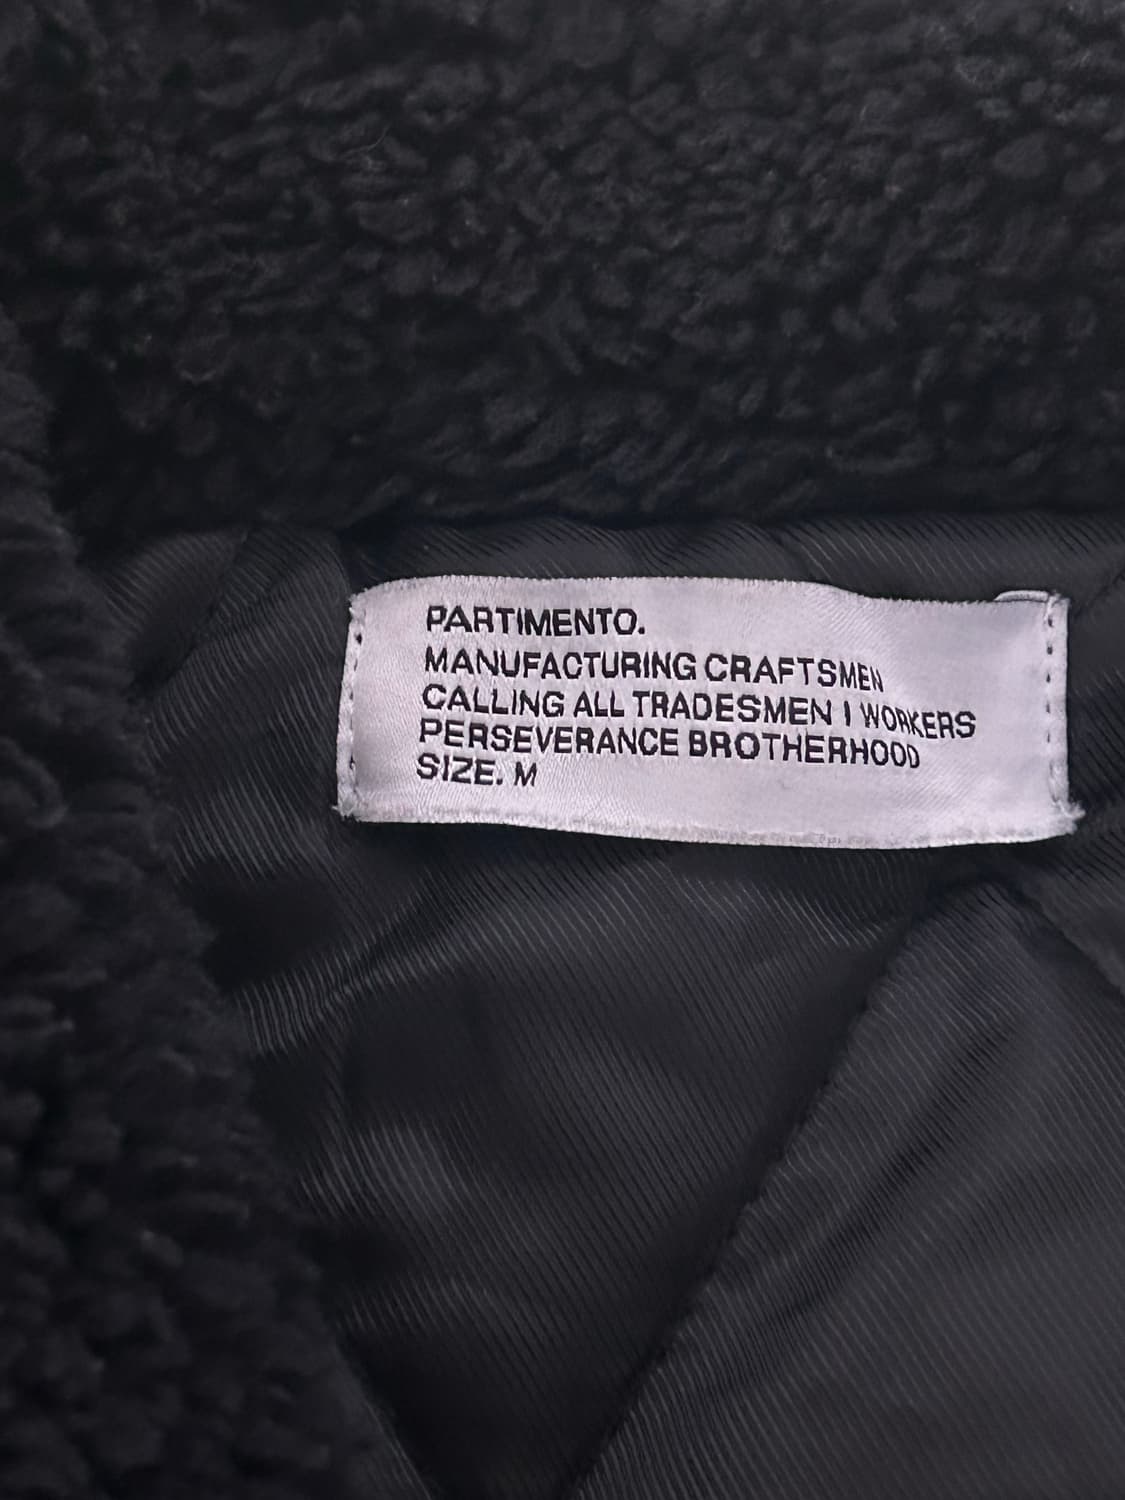 PARTIMENTO.
MANUFACTURING CRAFTSMEN
CALLING ALL TRADESMEN I WORKERS
PERSEVERANCE BROTHERHOOD
SIZE. M